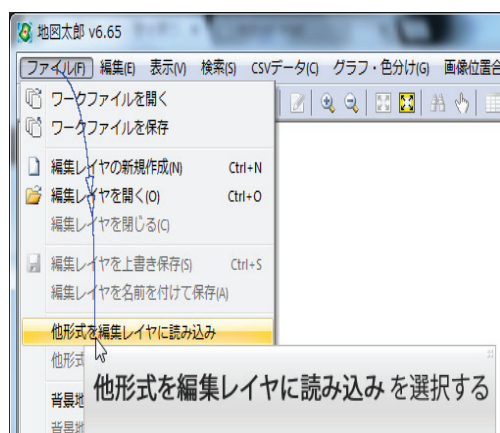 地図太郎 v6.65
ファイル(F) 編集(E) 表示(V) 検索(S) CSVデータ(C) グラフ・色分け(G) 画像位置合
ワークファイルを開く
ワークファイルを保存
編集レイヤの新規作成(N) Ctrl+N
編集レイヤを開く(O) Ctrl+O
編集レイヤを閉じる(C)
編集レイヤを上書き保存(S) Ctrl+S
編集レイヤを名前を付けて保存(A)
他形式を編集レイヤに読み込み
他形式
他形式を編集レイヤに読み込み を選択する
背景地
背景地